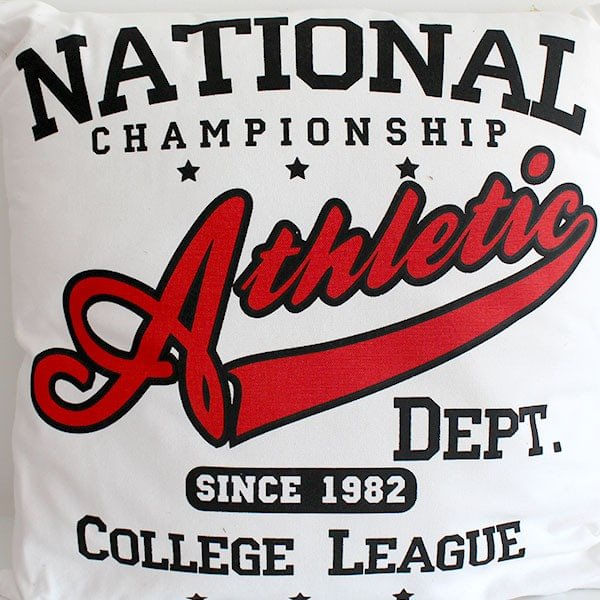 NATIONAL
CHAMPIONSHIP
Athletic
DEPT.
SINCE 1982
COLLEGE LEAGUE